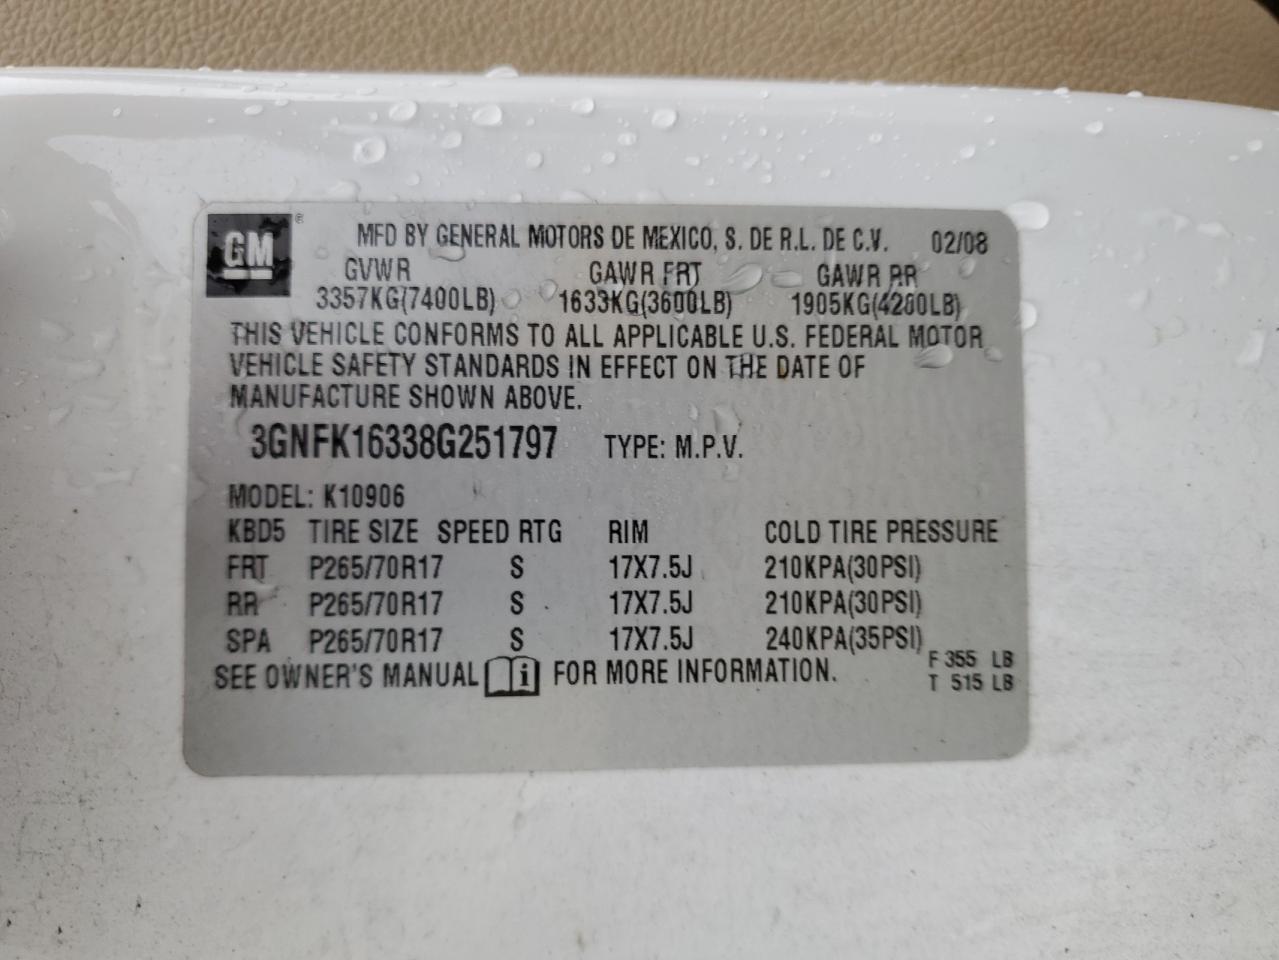 GM ®
MFD BY GENERAL MOTORS DE MEXICO, S. DE R.L. DE C.V. 02/08
GVWR GAWR FRT GAWR RR
3357KG(7400LB) 1633KG(3600LB) 1905KG(4200LB)
THIS VEHICLE CONFORMS TO ALL APPLICABLE U.S. FEDERAL MOTOR
VEHICLE SAFETY STANDARDS IN EFFECT ON THE DATE OF
MANUFACTURE SHOWN ABOVE.
3GNFK16338G251797 TYPE: M.P.V.
MODEL: K10906
KBD5 TIRE SIZE SPEED RTG RIM COLD TIRE PRESSURE
FRT P265/70R17 S 17X7.5J 210KPA(30PSI)
RR P265/70R17 S 17X7.5J 210KPA(30PSI)
SPA P265/70R17 S 17X7.5J 240KPA(35PSI)
SEE OWNER'S MANUAL i FOR MORE INFORMATION.
F 355 LB
T 515 LB